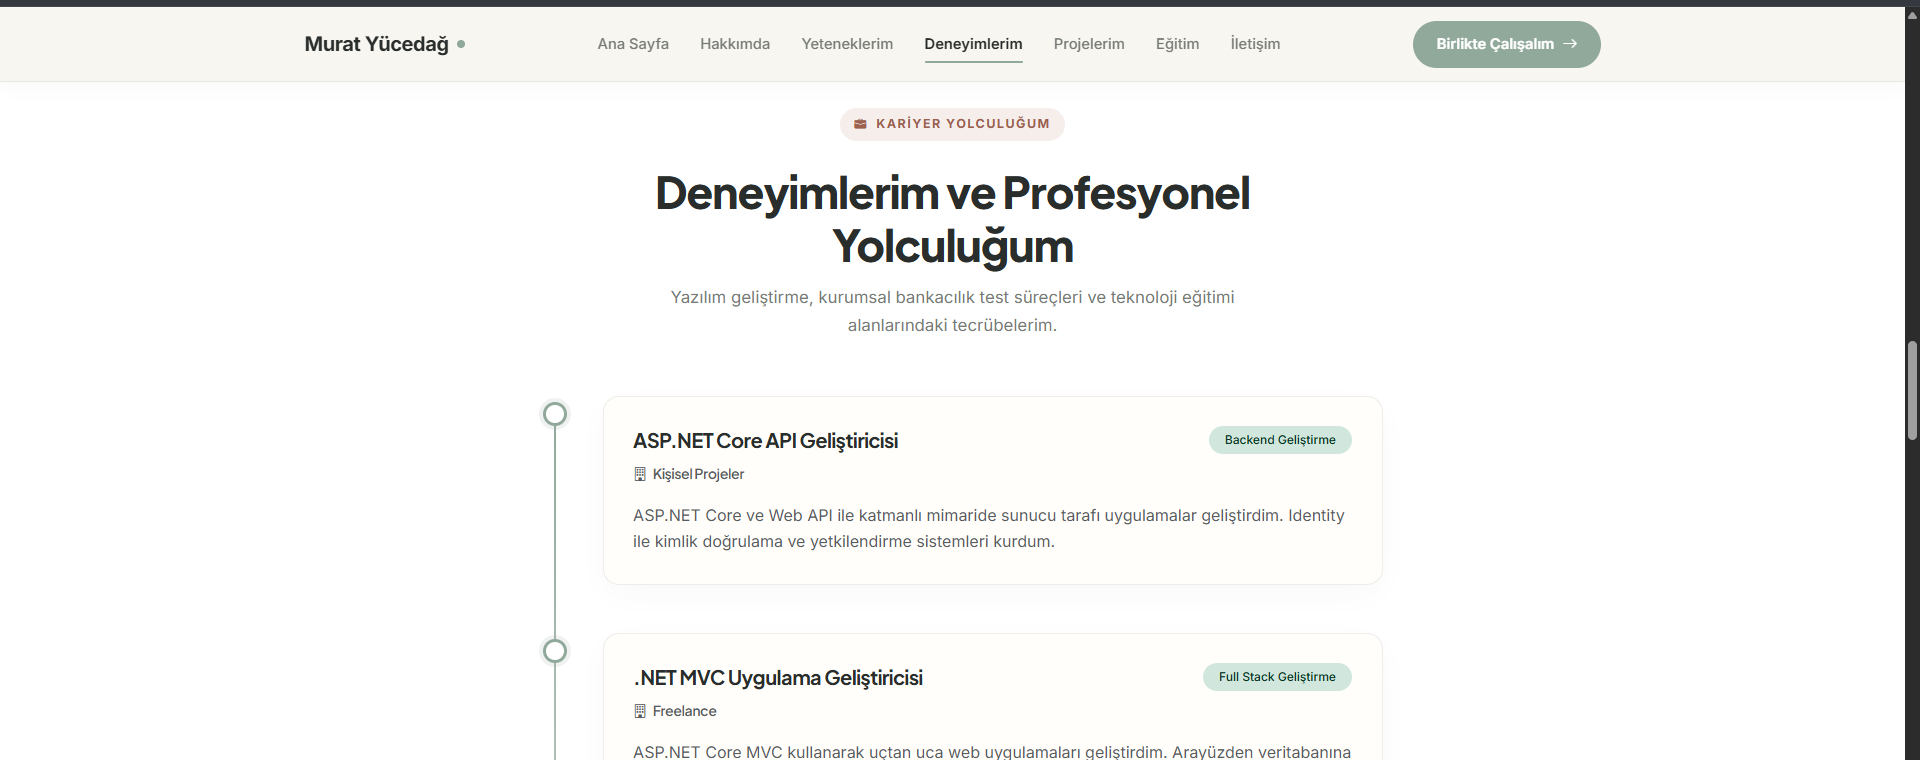 Murat Yücedağ
Ana Sayfa
Hakkımda
Yeteneklerim
Deneyimlerim
Projelerim
Eğitim
İletişim
Birlikte Çalışalım →
KARİYER YOLCULUĞUM
Deneyimlerim ve Profesyonel
Yolculuğum
Yazılım geliştirme, kurumsal bankacılık test süreçleri ve teknoloji eğitimi
alanlarındaki tecrübelerim.
ASP.NET Core API Geliştiricisi
Backend Geliştirme
Kişisel Projeler
ASP.NET Core ve Web API ile katmanlı mimaride sunucu tarafı uygulamalar geliştirdim. Identity
ile kimlik doğrulama ve yetkilendirme sistemleri kurdum.
.NET MVC Uygulama Geliştiricisi
Full Stack Geliştirme
Freelance
ASP.NET Core MVC kullanarak uçtan uca web uygulamaları geliştirdim. Arayüzden veritabanına